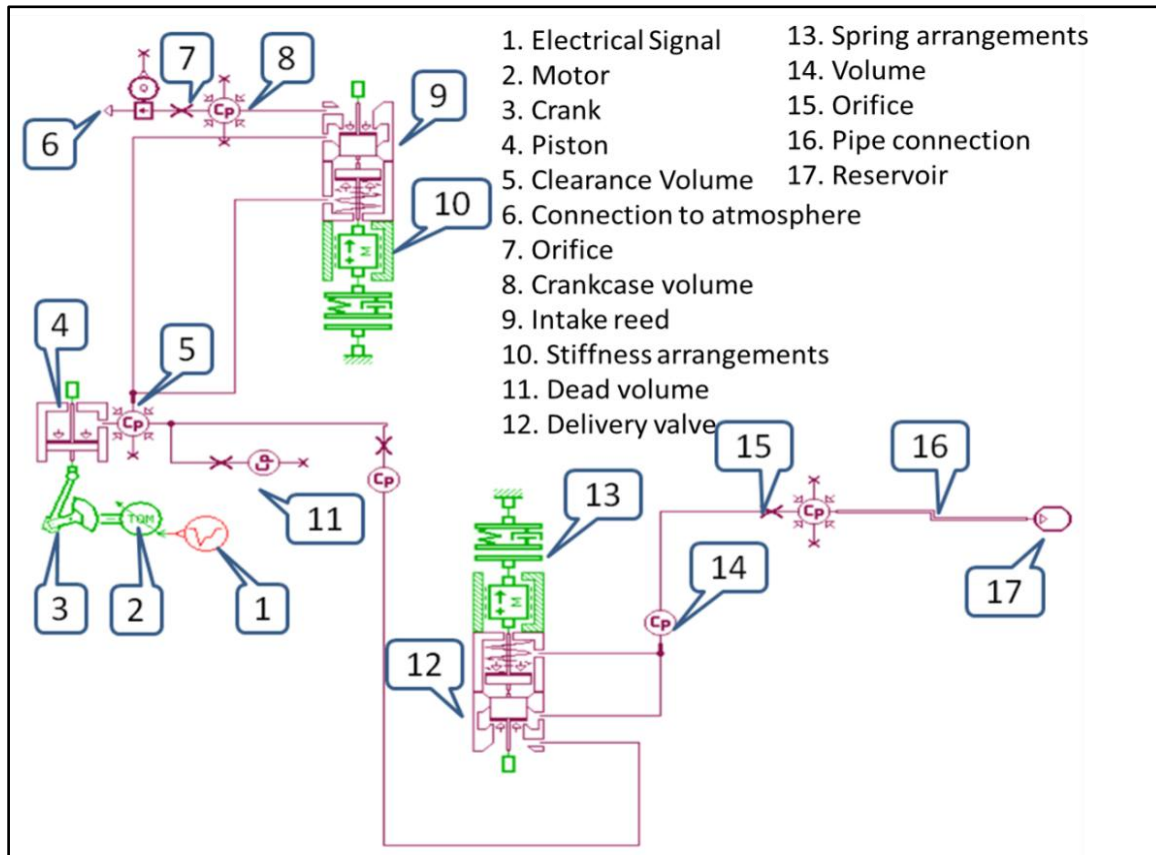 1. Electrical Signal
2. Motor
3. Crank
4. Piston
5. Clearance Volume
6. Connection to atmosphere
7. Orifice
8. Crankcase volume
9. Intake reed
10. Stiffness arrangements
11. Dead volume
12. Delivery valve
13. Spring arrangements
14. Volume
15. Orifice
16. Pipe connection
17. Reservoir
7
8
9
6
Cp
10
M
4
5
Cp
Cp
Cp
11
TQM
3
2
1
13
15
16
Cp
14
17
M
Cp
12